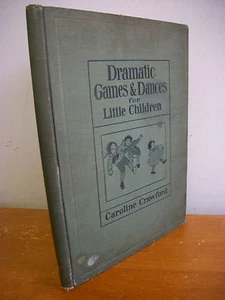 Dramatic
Games & Dances
for
Little Children
Caroline Crawford